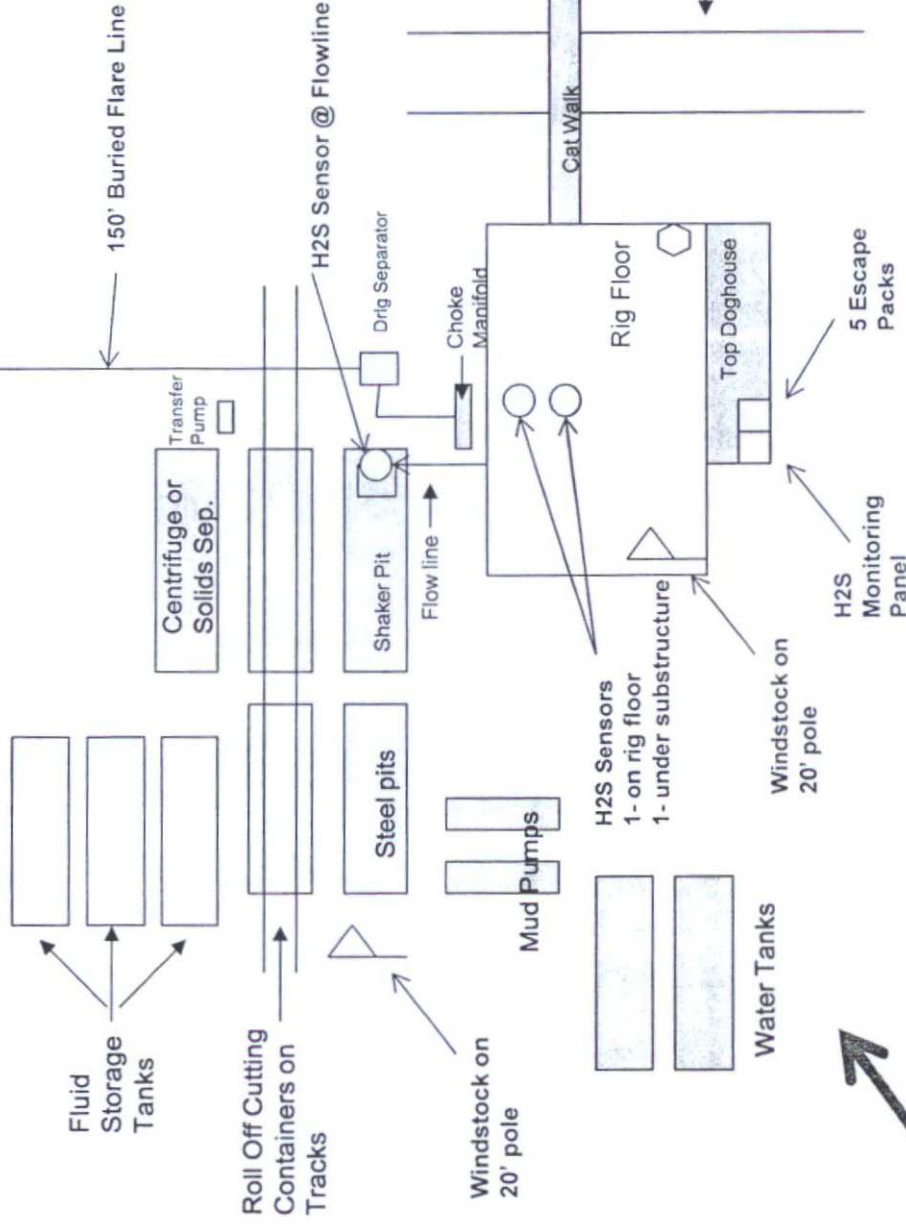 150' Buried Flare Line
H2S Sensor @ Flowline
Transfer
Pump
Drlg Separator
Centrifuge or
Solids Sep.
Choke
Manifold
Cat Walk
Fluid
Storage
Tanks
Shaker Pit
Flow line
Rig Floor
Steel pits
Roll Off Cutting
Containers on
Tracks
Top Doghouse
H2S Sensors
1- on rig floor
1- under substructure
Mud Pumps
5 Escape
Packs
Windstock on
20' pole
Windstock on
20' pole
H2S
Monitoring
Panel
Water Tanks